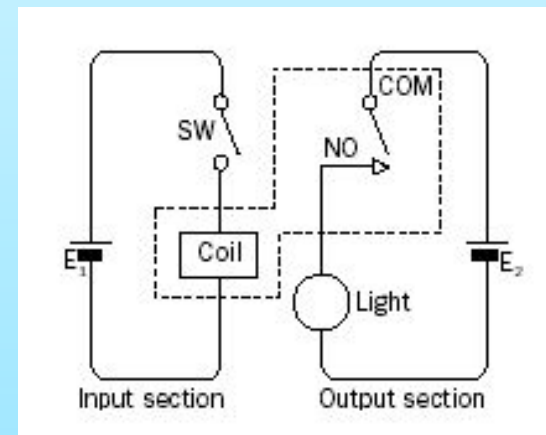 COM
SW
NO
Coil
E₁
E₂
Light
Input section
Output section